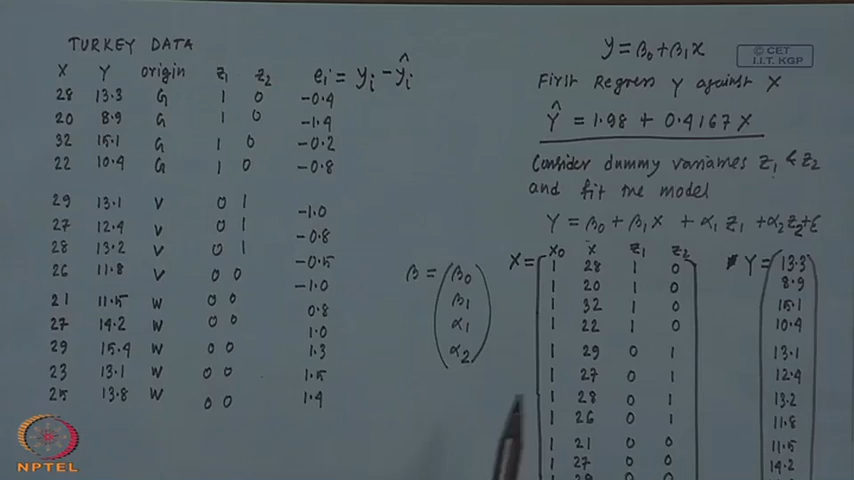 TURKEY DATA
X Y origin z₁ z₂ eᵢ = yᵢ - ŷᵢ
28 13.3 G 1 0 -0.4
20 8.9 G 1 0 -1.4
32 15.1 G 1 0 -0.2
22 10.4 G 1 0 -0.8
29 13.1 V 0 1 -1.0
27 12.4 V 0 1 -0.8
28 13.2 V 0 1 -0.5
26 11.8 V 0 0 -1.0
21 11.5 W 0 0 0.8
27 14.2 W 0 0 1.0
29 15.4 W 0 0 1.3
23 13.1 W 0 0 1.5
25 13.8 W 0 0 1.4
y = β₀ + β₁x
© CET
I.I.T. KGP
First Regress Y against X
Ŷ = 1.98 + 0.4167 X
Consider dummy variables z₁ & z₂
and fit the model
Y = β₀ + β₁X + α₁ z₁ + α₂z₂ + ε
β = (β₀
β₁
α₁
α₂)
X = x₀ x z₁ z₂
1 28 1 0
1 20 1 0
1 32 1 0
1 22 1 0
1 29 0 1
1 27 0 1
1 28 0 1
1 26 0 1
1 21 0 0
1 27 0 0
1 29 0 0
Y = 13.3
8.9
15.1
10.4
13.1
12.4
13.2
11.8
11.5
14.2
NPTEL